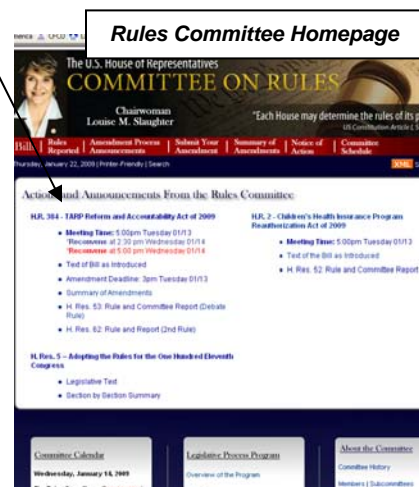 Rules Committee Homepage
The U.S. House of Representatives
COMMITTEE ON RULES
Chairwoman
Louise M. Slaughter
"Each House may determine the rules of its
US Constitution Article I, S
Bill
Rules Reported
Amendment Process Announcements
Submit Your Amendment
Summary of Amendments
Notice of Action
Committee Schedule
Thursday, January 22, 2009 | Printer-Friendly | Search
XML
Actions and Announcements From the Rules Committee
H.R. 384 - TARP Reform and Accountability Act of 2009
Meeting Time: 5:00pm Tuesday 01/13
*Reconvene at 2:30 pm Wednesday 01/14
*Reconvene at 5:00 pm Wednesday 01/14
Text of Bill as Introduced
Amendment Deadline: 3pm Tuesday 01/13
Summary of Amendments
H. Res. 53: Rule and Committee Report (Debate
Rule)
H. Res. 62: Rule and Report (2nd Rule)
H. Res. 5 – Adopting the Rules for the One Hundred Eleventh
Congress
Legislative Text
Section by Section Summary
H.R. 2 - Children's Health Insurance Program
Reauthorization Act of 2009
Meeting Time: 5:00pm Tuesday 01/13
Text of the Bill as Introduced
H. Res. 52: Rule and Committee Report
Committee Calendar
Wednesday, January 14, 2009
Legislative Process Program
Overview of the Program
About the Committee
Committee History
Members | Subcommittees